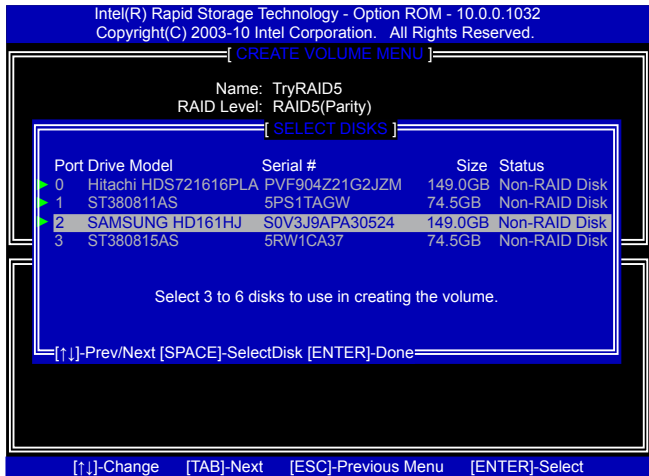 Intel(R) Rapid Storage Technology - Option ROM - 10.0.0.1032
Copyright(C) 2003-10 Intel Corporation. All Rights Reserved.
[ CREATE VOLUME MENU ]
Name: TryRAID5
RAID Level: RAID5(Parity)
[ SELECT DISKS ]
Port Drive Model Serial # Size Status
0 Hitachi HDS721616PLA PVF904Z21G2JZM 149.0GB Non-RAID Disk
1 ST380811AS 5PS1TAGW 74.5GB Non-RAID Disk
2 SAMSUNG HD161HJ S0V3J9APA30524 149.0GB Non-RAID Disk
3 ST380815AS 5RW1CA37 74.5GB Non-RAID Disk
Select 3 to 6 disks to use in creating the volume.
[↑↓]-Prev/Next [SPACE]-SelectDisk [ENTER]-Done
[↑↓]-Change [TAB]-Next [ESC]-Previous Menu [ENTER]-Select